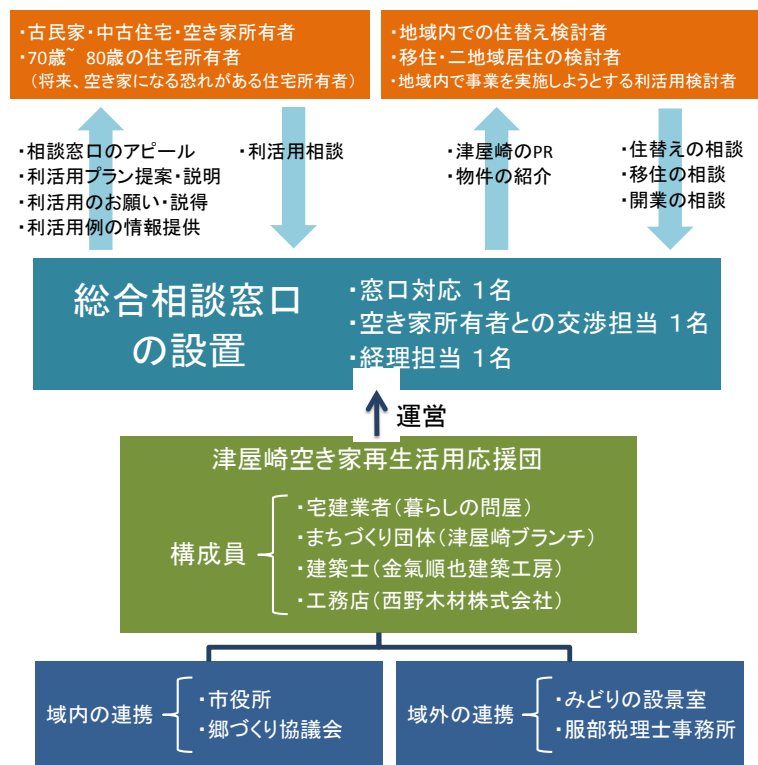 ・古民家・中古住宅・空き家所有者
・70歳~ 80歳の住宅所有者
（将来、空き家になる恐れがある住宅所有者）
・地域内での住替え検討者
・移住・二地域居住の検討者
・地域内で事業を実施しようとする利活用検討者
・相談窓口のアピール
・利活用プラン提案・説明
・利活用のお願い・説得
・利活用例の情報提供
・利活用相談
・津屋崎のPR
・物件の紹介
・住替えの相談
・移住の相談
・開業の相談
総合相談窓口
の設置
・窓口対応 １名
・空き家所有者との交渉担当 １名
・経理担当 １名
運営
津屋崎空き家再生活用応援団
構成員
・宅建業者（暮らしの問屋）
・まちづくり団体（津屋崎ブランチ）
・建築士（金氣順也建築工房）
・工務店（西野木材株式会社）
域内の連携
・市役所
・郷づくり協議会
域外の連携
・みどりの設景室
・服部税理士事務所